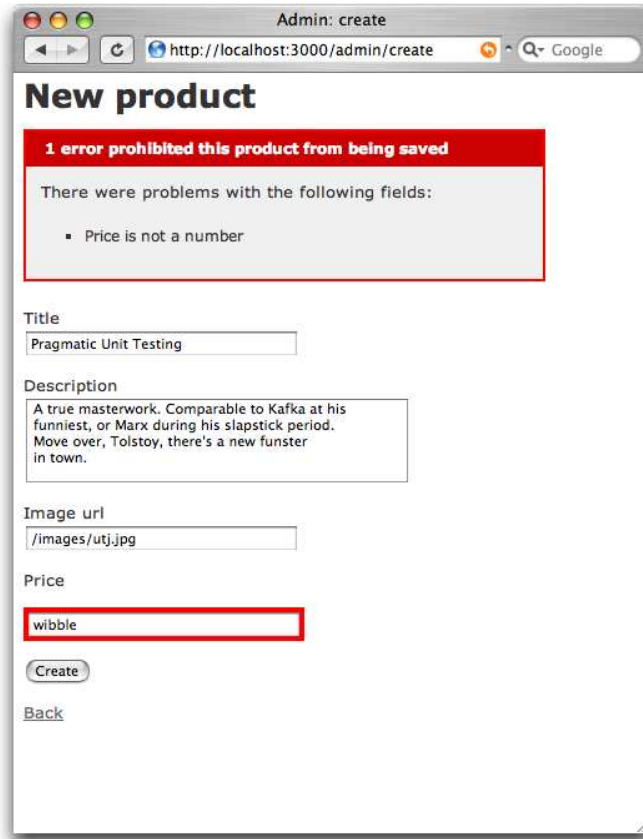 Admin: create
http://localhost:3000/admin/create
Google
New product
1 error prohibited this product from being saved
There were problems with the following fields:
Price is not a number
Title
Pragmatic Unit Testing
Description
A true masterwork. Comparable to Kafka at his
funniest, or Marx during his slapstick period.
Move over, Tolstoy, there's a new funster
in town.
Image url
/images/utj.jpg
Price
wibble
Create
Back